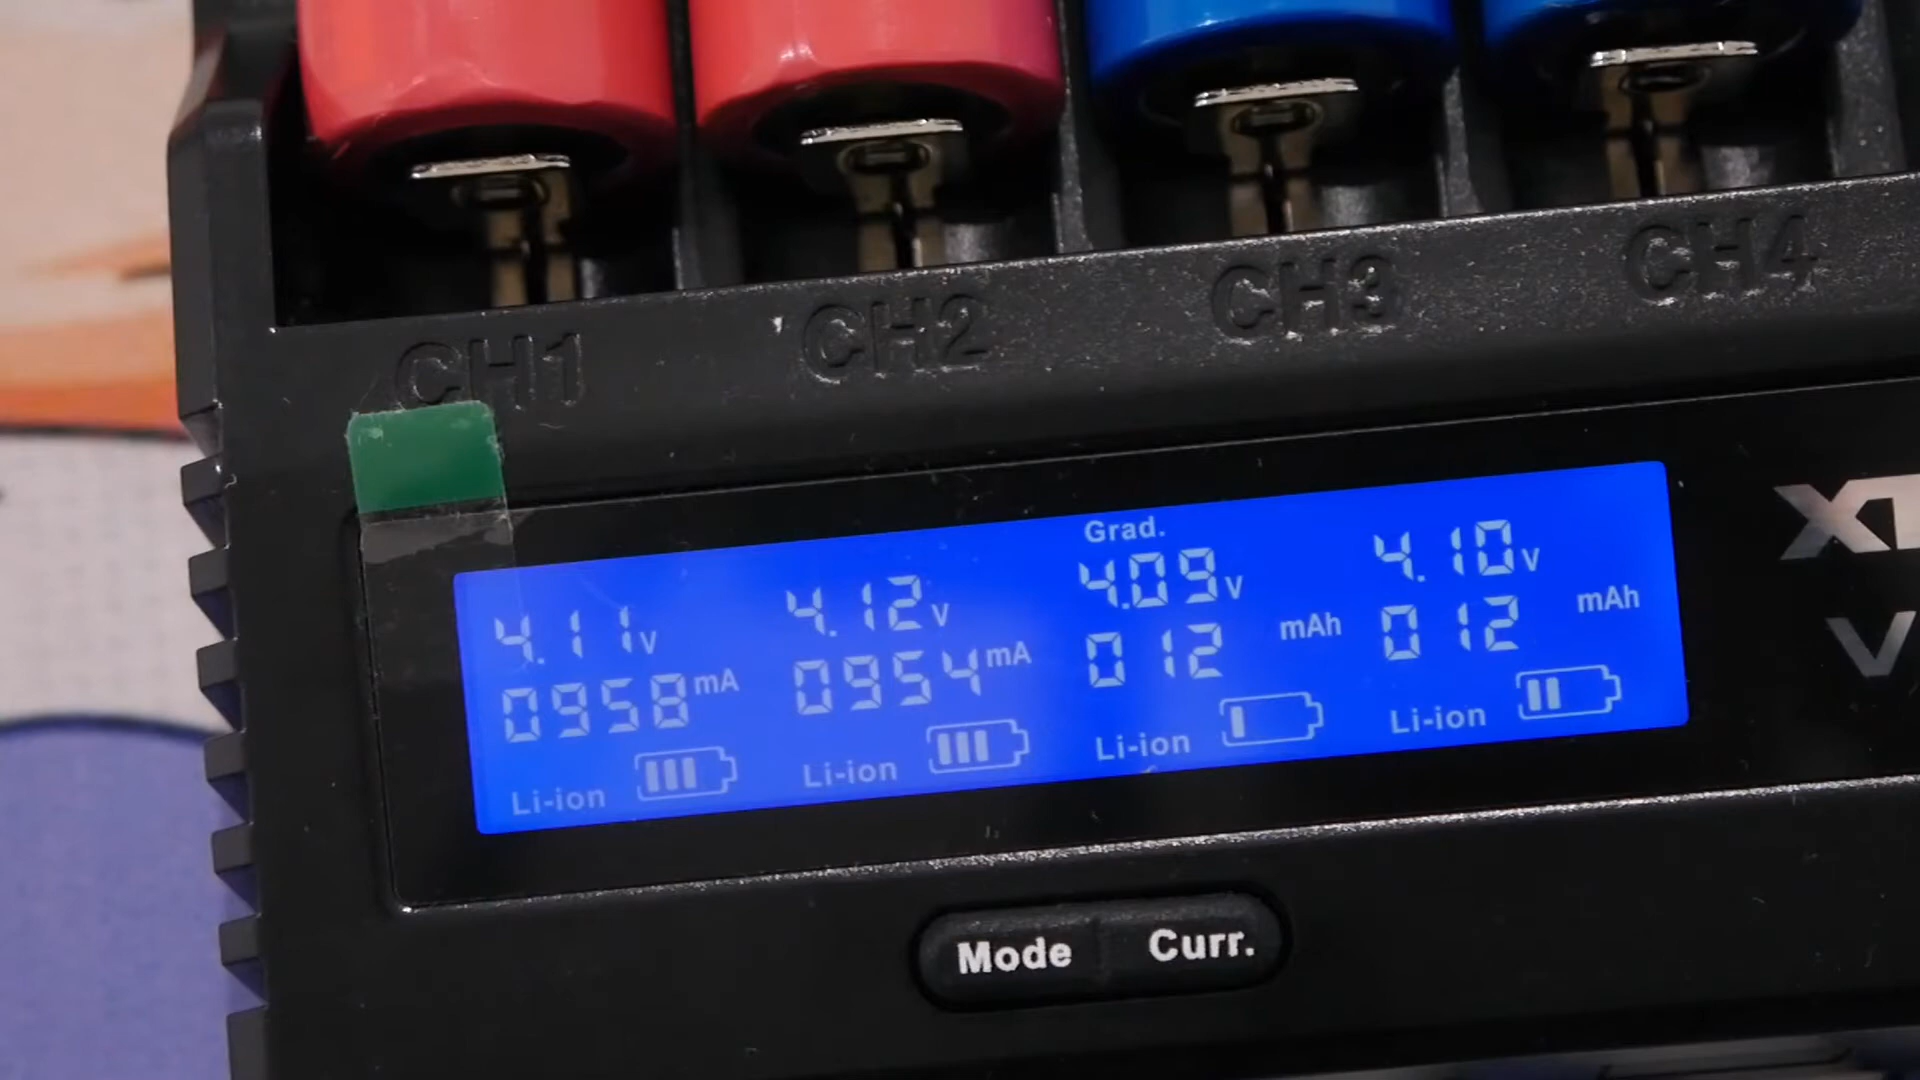 CH1 CH2 CH3 CH4
Grad.
4.11V 4.12V 4.09V 4.10V
0958mA 0954mA 012 mAh 012 mAh
Li-ion Li-ion Li-ion Li-ion
Mode Curr.